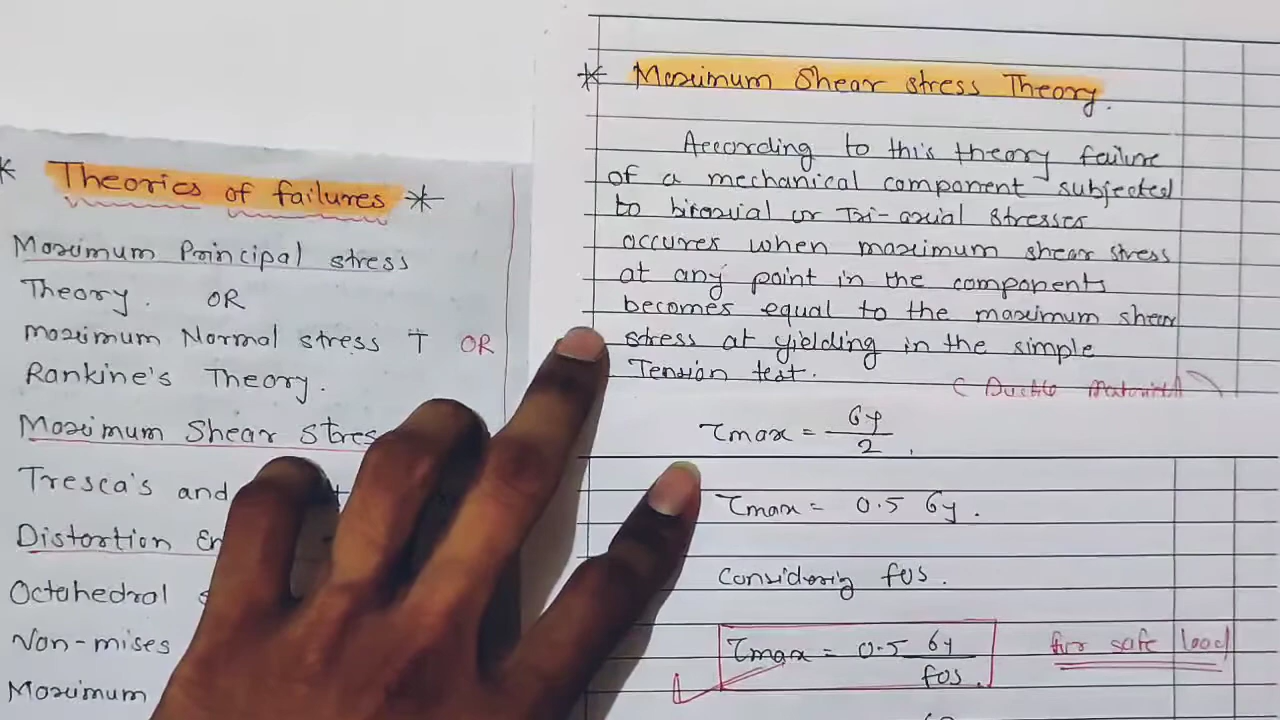 * Theories of failures *
Maximum Principal stress
Theory. OR
Maximum Normal stress T OR
Rankine's Theory.
Maximum Shear
Tresca's and
Distortion
Octahedral
Von-mises
Maximum
* Maximum Shear stress Theory.
According to this theory failure
of a mechanical component subjected
to biaxial or Tri-axial stresses
occures when maximum shear stress
at any point in the components
becomes equal to the maximum shear
stress at yielding in the simple
Tension test.
( Ductile Material)
τmax = σy / 2.
τmax = 0.5 σy.
Considering fos.
τmax = 0.5 σy / fos.
for safe load